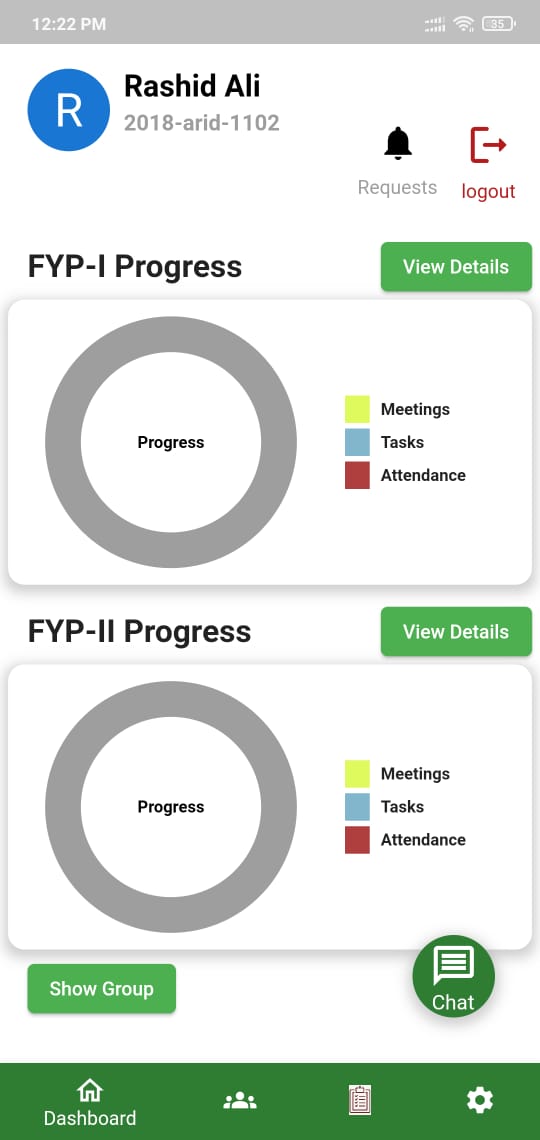 12:22 PM
35
R
Rashid Ali
2018-arid-1102
Requests
logout
FYP-I Progress
View Details
Progress
Meetings
Tasks
Attendance
FYP-II Progress
View Details
Progress
Meetings
Tasks
Attendance
Show Group
Chat
Dashboard